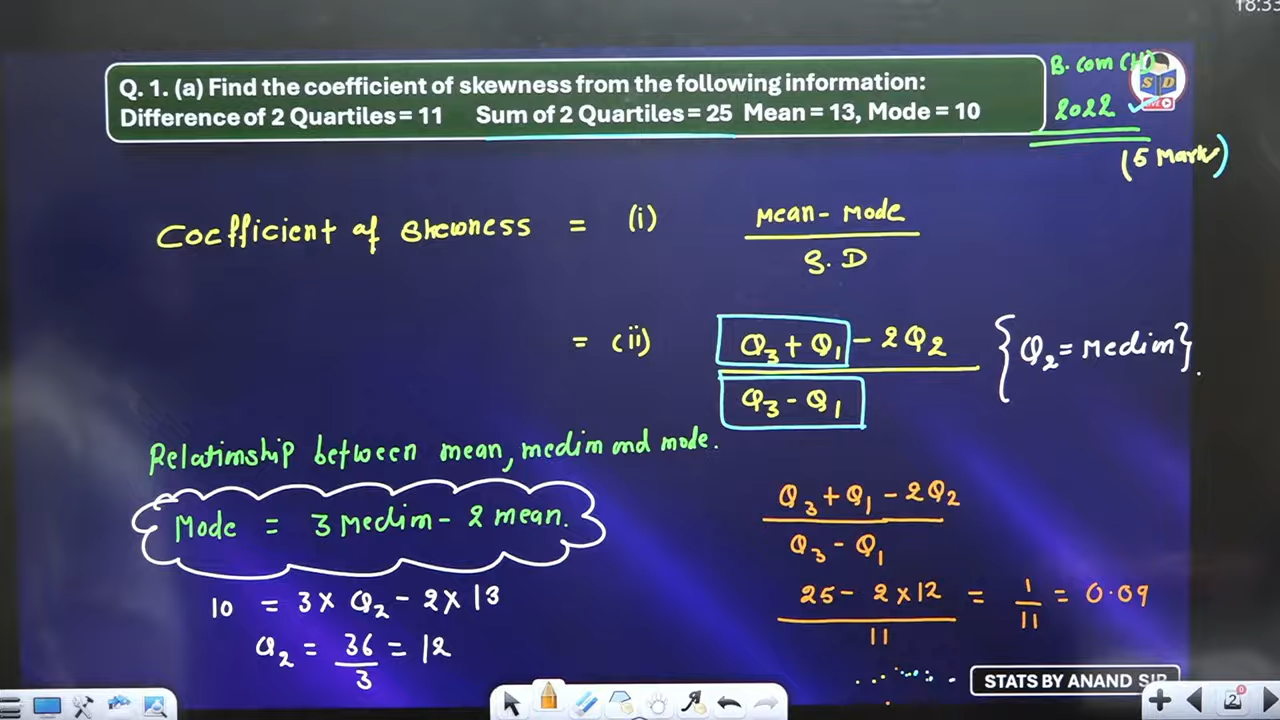 18:33
Q. 1. (a) Find the coefficient of skewness from the following information:
Difference of 2 Quartiles = 11 Sum of 2 Quartiles = 25 Mean = 13, Mode = 10
B. Com (H)
2022
(5 Marks)
S D
LIVE
Coefficient of Skewness = (i) Mean - Mode
S. D
= (ii) Q3 + Q1 - 2Q2
Q3 - Q1
{Q2 = Median}.
Relationship between mean, median and mode.
Mode = 3 Median - 2 mean.
10 = 3 × Q2 - 2 × 13
Q2 = 36/3 = 12
Q3 + Q1 - 2Q2
Q3 - Q1
25 - 2 × 12 = 1/11 = 0.09
11
STATS BY ANAND SIR
2